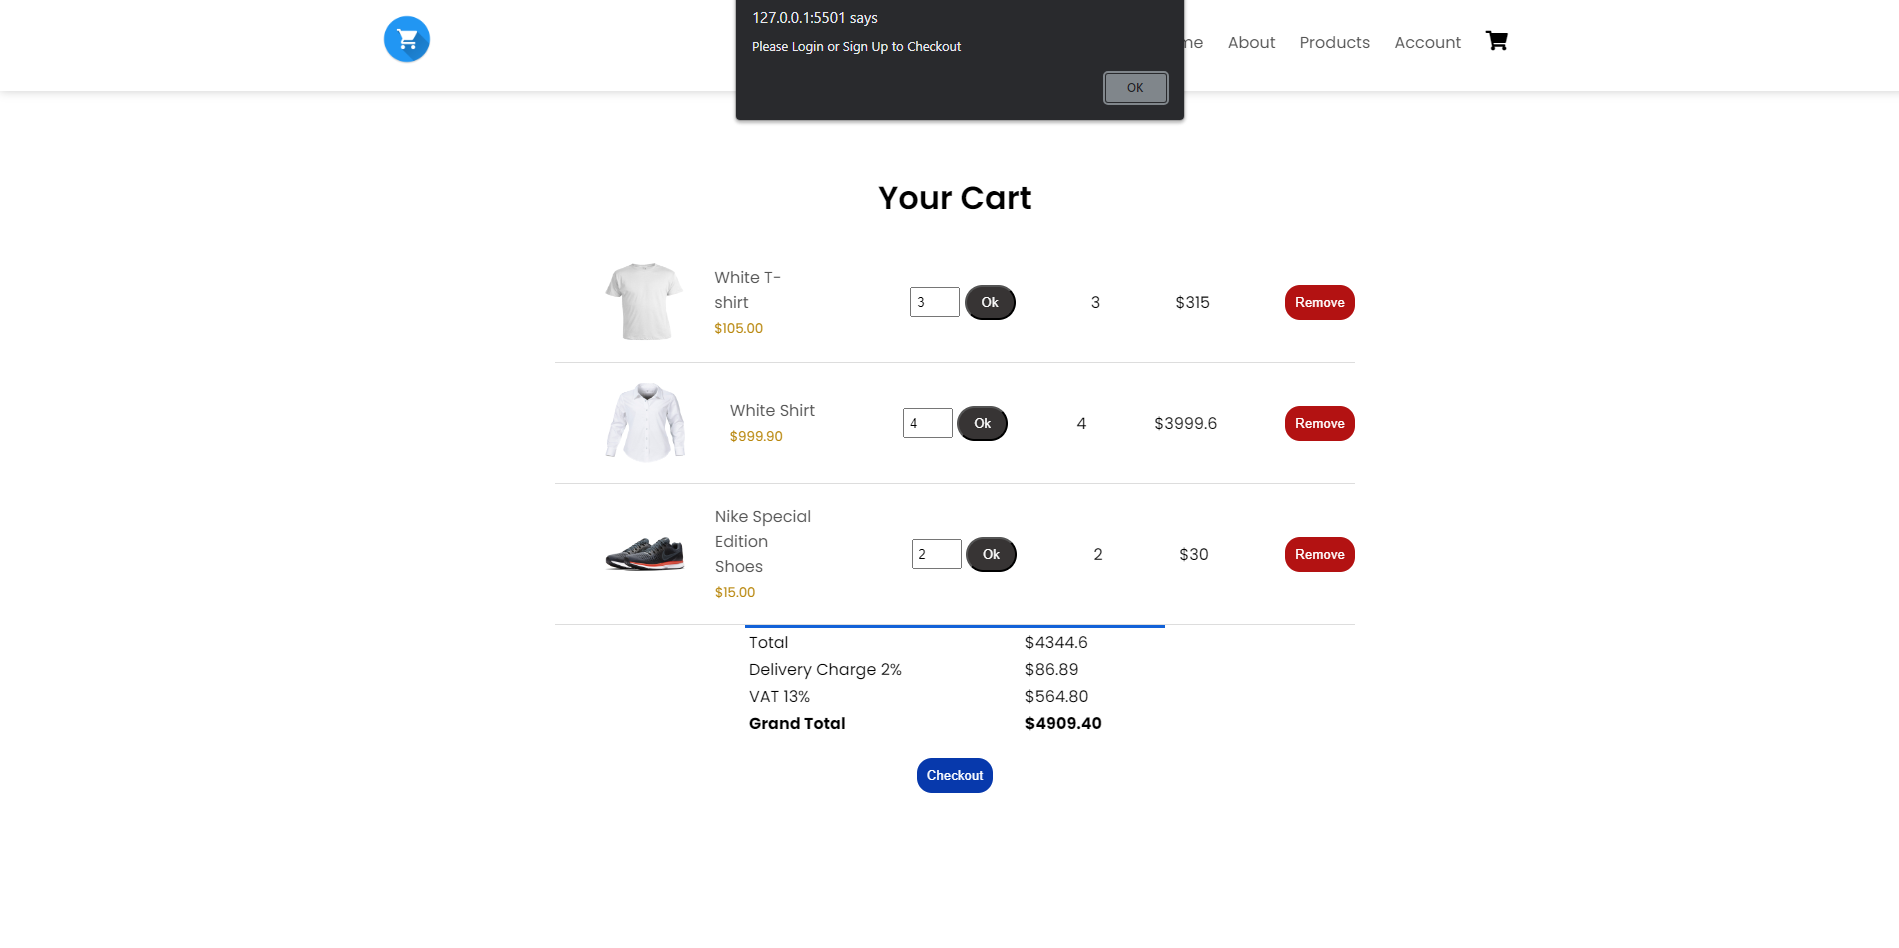 127.0.0.1:5501 says
Please Login or Sign Up to Checkout
OK
About Products Account
Your Cart
White T-
shirt
$105.00
3 Ok 3 $315 Remove
White Shirt
$999.90
4 Ok 4 $3999.6 Remove
Nike Special
Edition
Shoes
$15.00
2 Ok 2 $30 Remove
Total $4344.6
Delivery Charge 2% $86.89
VAT 13% $564.80
Grand Total $4909.40
Checkout